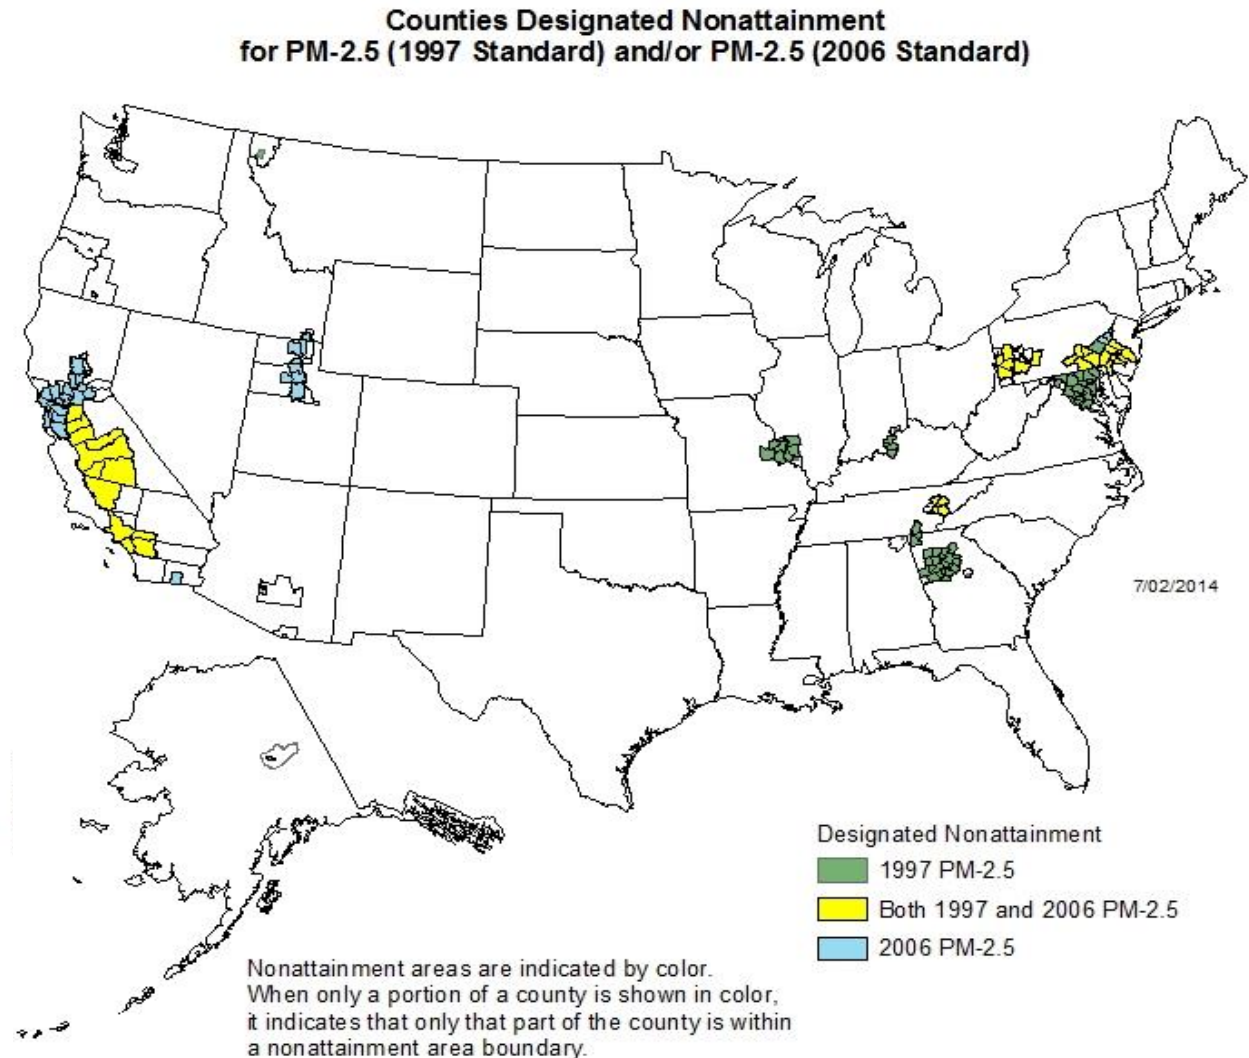 Counties Designated Nonattainment
for PM-2.5 (1997 Standard) and/or PM-2.5 (2006 Standard)
7/02/2014
Designated Nonattainment
1997 PM-2.5
Both 1997 and 2006 PM-2.5
2006 PM-2.5
Nonattainment areas are indicated by color.
When only a portion of a county is shown in color,
it indicates that only that part of the county is within
a nonattainment area boundary.